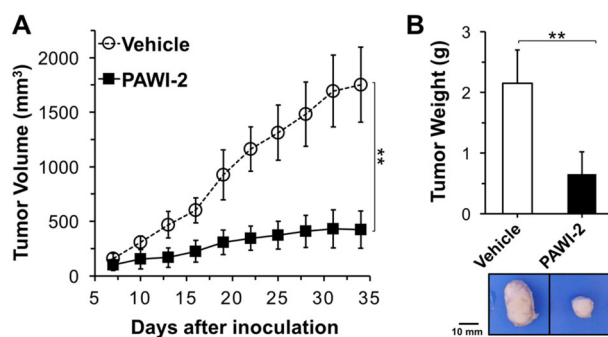 A
Vehicle
PAWI-2
Tumor Volume (mm³)
2000
1500
1000
500
0
5 10 15 20 25 30 35
Days after inoculation
**
B
**
Tumor Weight (g)
3
2
1
0
Vehicle
PAWI-2
10 mm